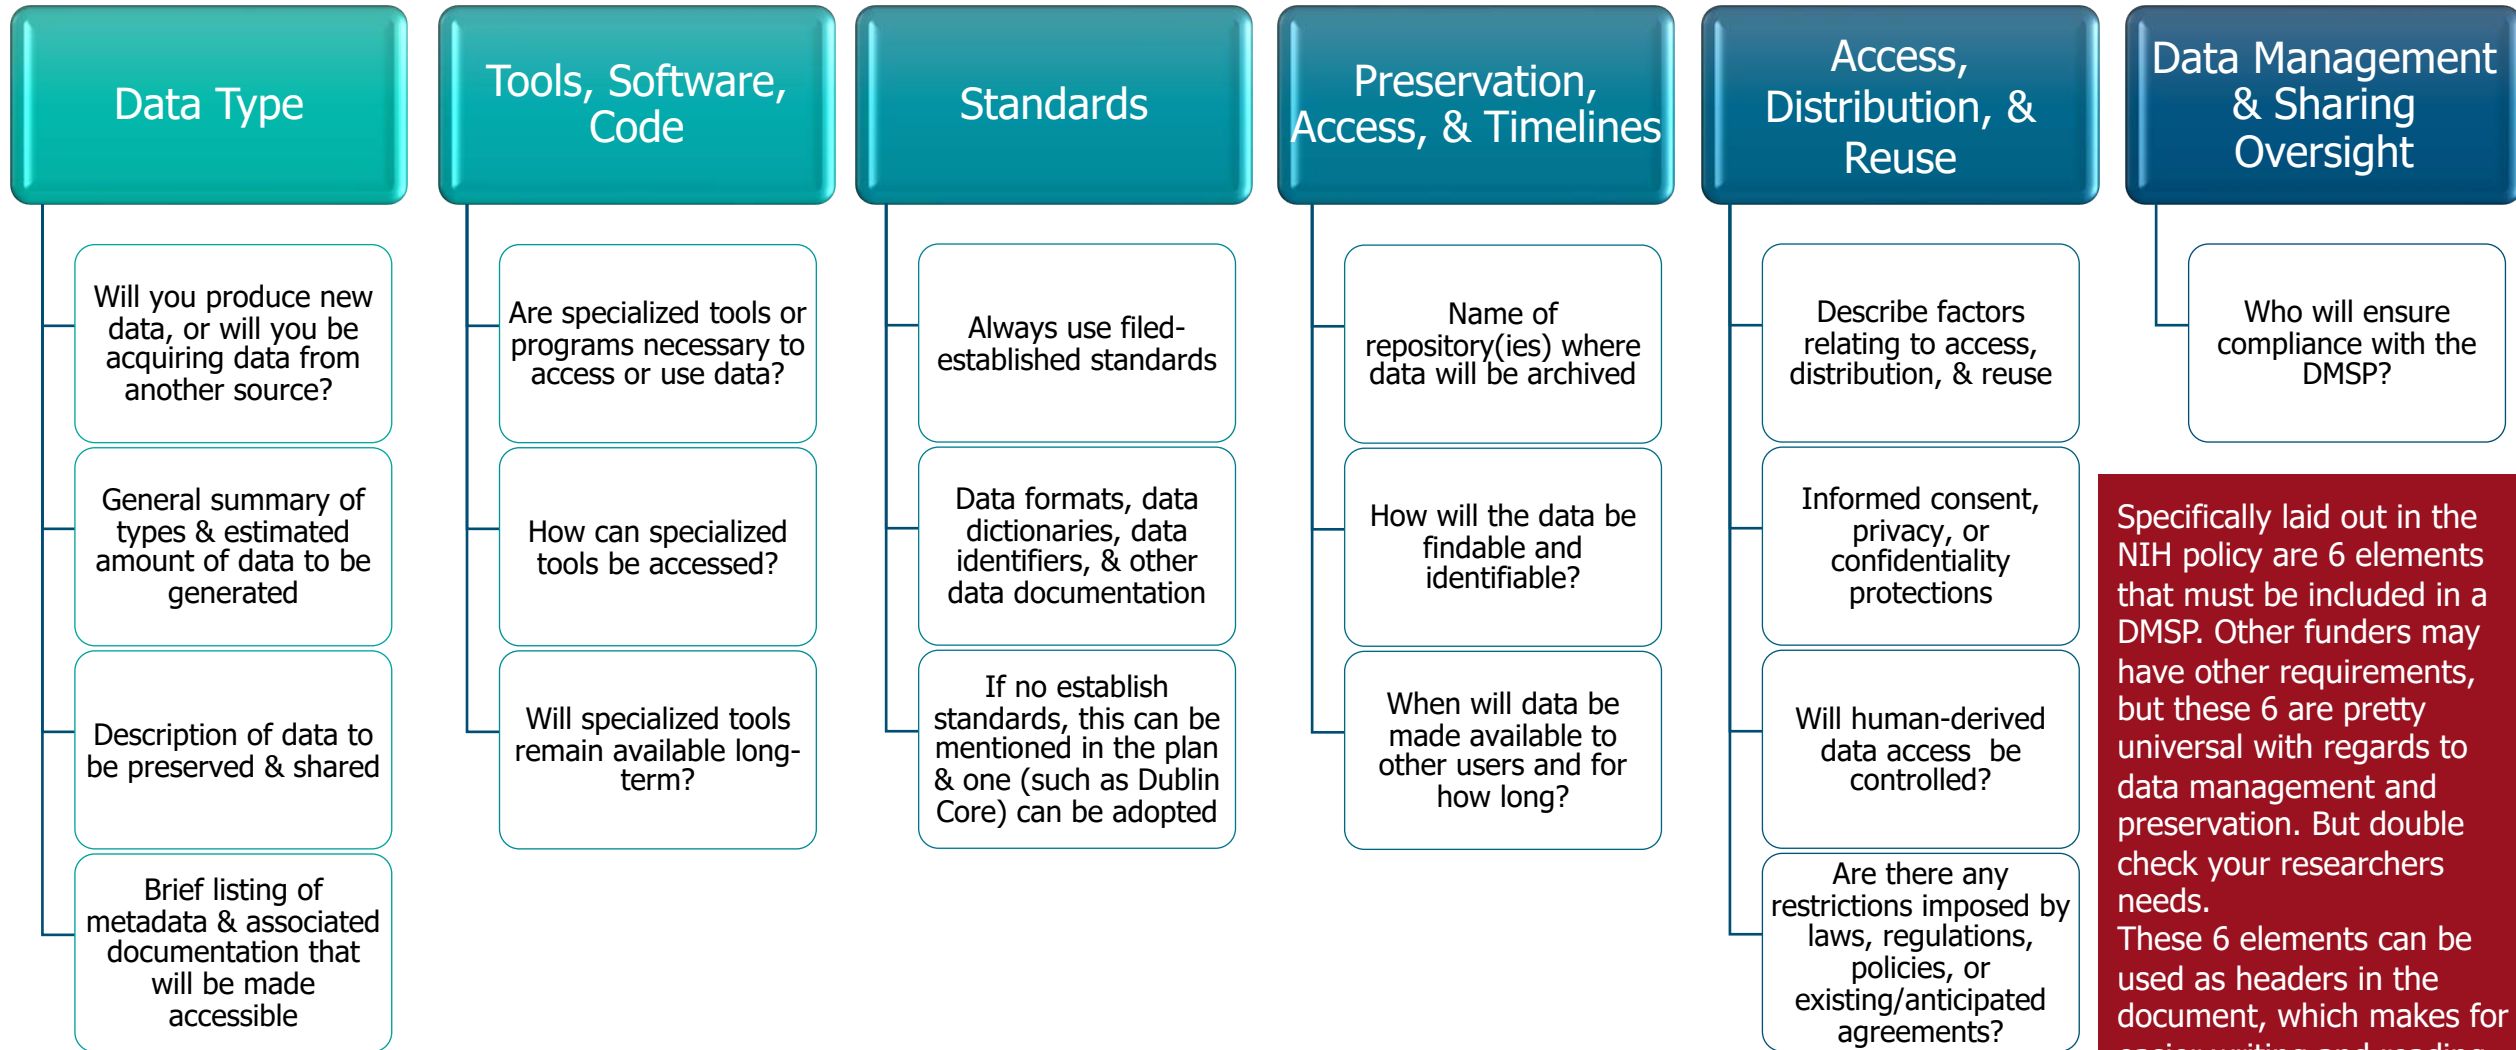 Data Type
Will you produce new
data, or will you be
acquiring data from
another source?
General summary of
types & estimated
amount of data to be
generated
Description of data to
be preserved & shared
Brief listing of
metadata & associated
documentation that
will be made
accessible
Tools, Software,
Code
Are specialized tools or
programs necessary to
access or use data?
How can specialized
tools be accessed?
Will specialized tools
remain available long-
term?
Standards
Always use filed-
established standards
Data formats, data
dictionaries, data
identifiers, & other
data documentation
If no establish
standards, this can be
mentioned in the plan
& one (such as Dublin
Core) can be adopted
Preservation,
Access, & Timelines
Name of
repository(ies) where
data will be archived
How will the data be
findable and
identifiable?
When will data be
made available to
other users and for
how long?
Access,
Distribution, &
Reuse
Describe factors
relating to access,
distribution, & reuse
Informed consent,
privacy, or
confidentiality
protections
Will human-derived
data access  be
controlled?
Are there any
restrictions imposed by
laws, regulations,
policies, or
existing/anticipated
agreements?
Data Management
& Sharing
Oversight
Who will ensure
compliance with the
DMSP?
Specifically laid out in the
NIH policy are 6 elements
that must be included in a
DMSP. Other funders may
have other requirements,
but these 6 are pretty
universal with regards to
data management and
preservation. But double
check your researchers
needs.
These 6 elements can be
used as headers in the
document, which makes for
easier writing and reading